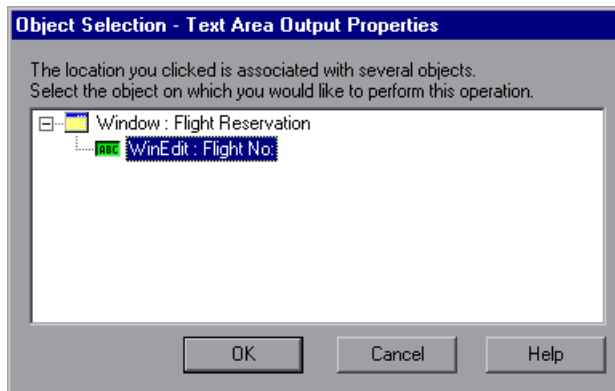 Object Selection - Text Area Output Properties
The location you clicked is associated with several objects.
Select the object on which you would like to perform this operation.
Window : Flight Reservation
ABC WinEdit : Flight No:
OK Cancel Help